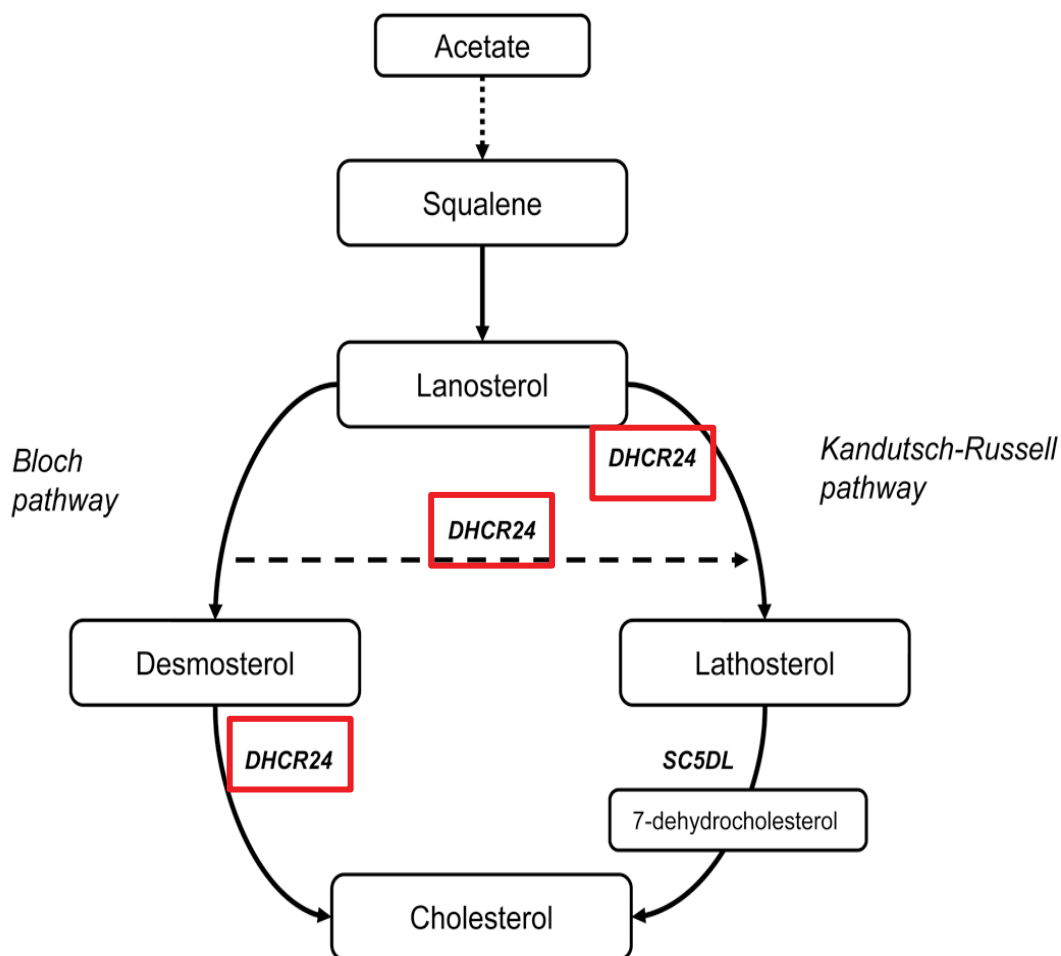 Acetate
Squalene
Lanosterol
Bloch
pathway
DHCR24
Kandutsch-Russell
pathway
DHCR24
Desmosterol
Lathosterol
DHCR24
SC5DL
7-dehydrocholesterol
Cholesterol